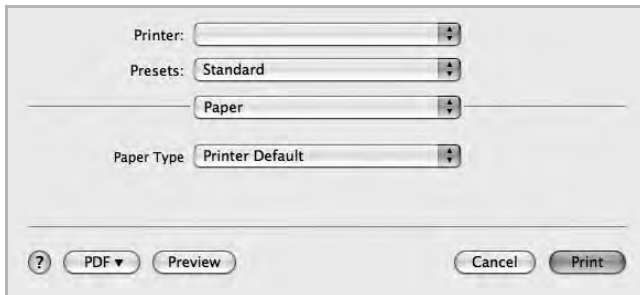 Printer:
Presets: Standard
Paper
Paper Type Printer Default
? PDF ▼ Preview Cancel Print